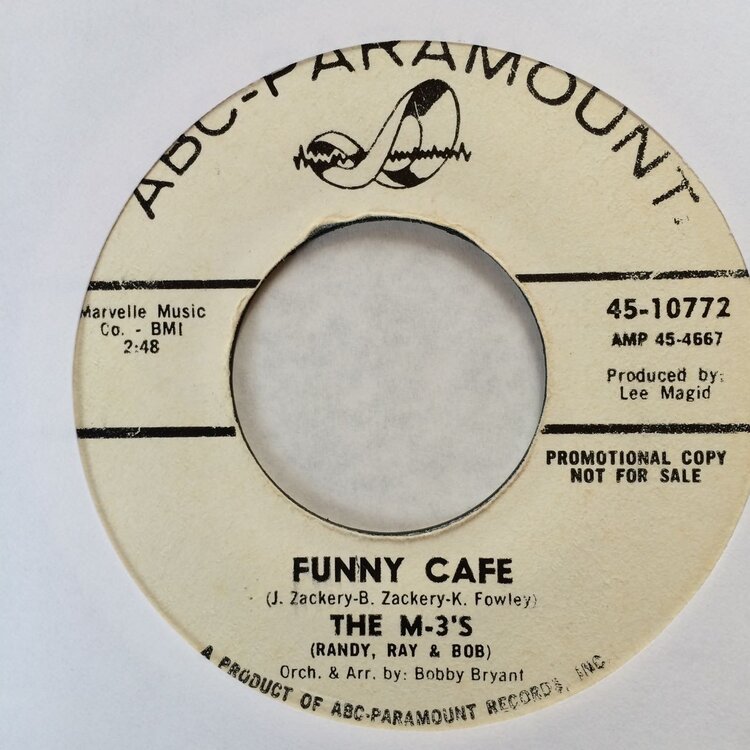 ABC-PARAMOUNT
Marvelle Music
Co. - BMI
2:48
45-10772
AMP 45-4667
Produced by:
Lee Magid
PROMOTIONAL COPY
NOT FOR SALE
FUNNY CAFE
(J. Zackery-B. Zackery-K. Fowley)
THE M-3'S
(RANDY, RAY & BOB)
Orch. & Arr. by: Bobby Bryant
A PRODUCT OF ABC-PARAMOUNT RECORDS, INC.